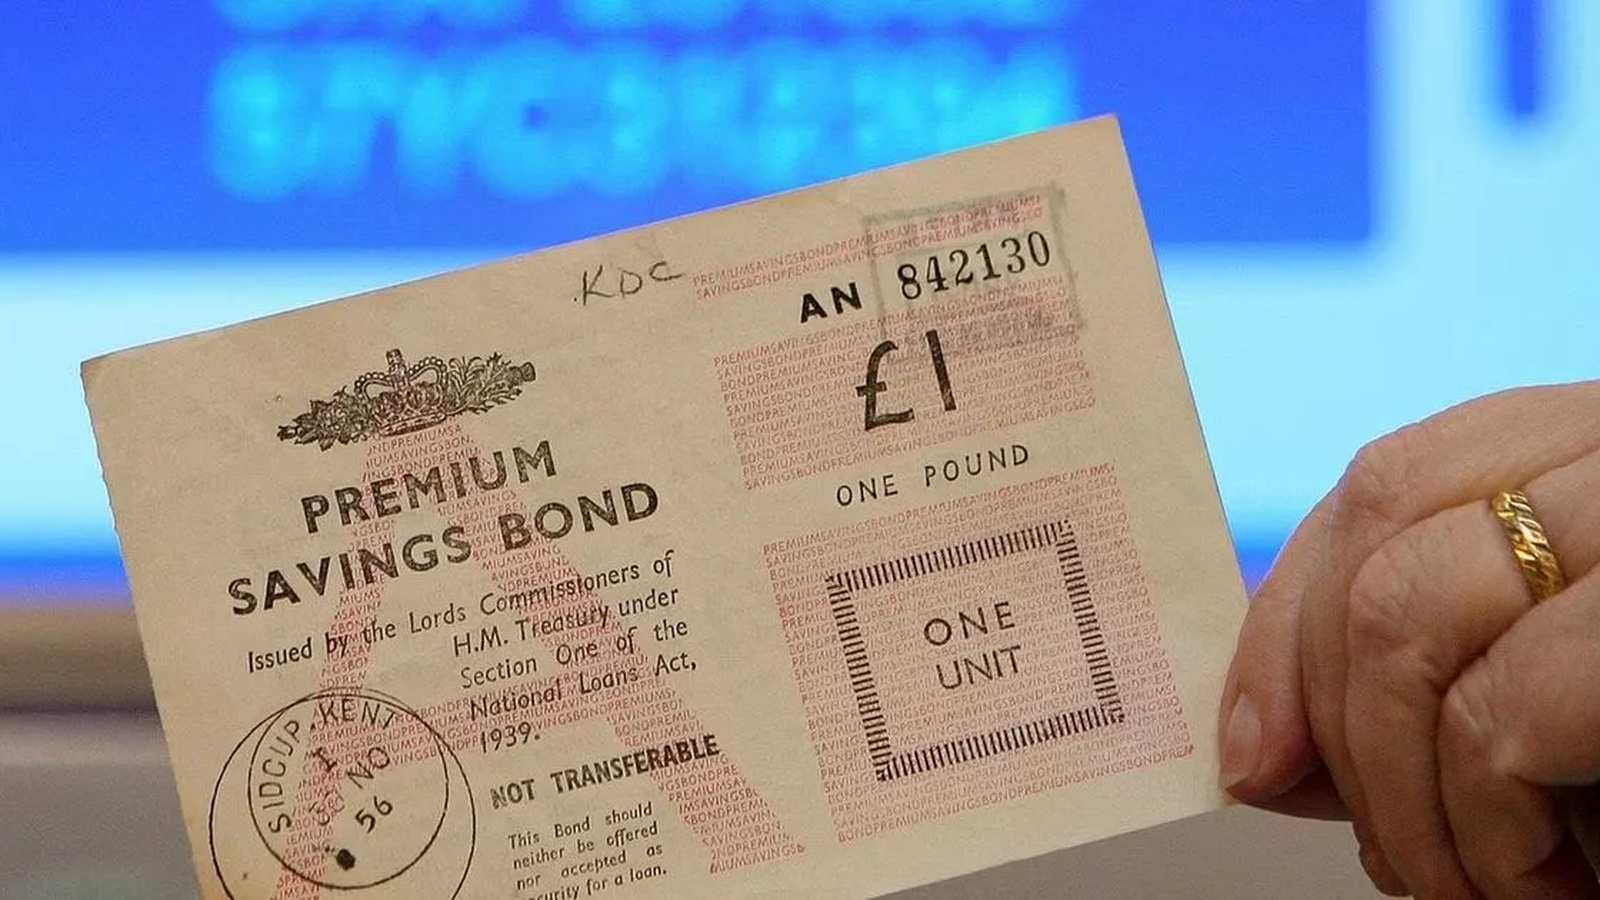 KDC
AN 842130
£1
ONE POUND
ONE
UNIT
PREMIUM
SAVINGS BOND
Issued by the Lords Commissioners of
H.M. Treasury under
Section One of the
National Loans Act,
1939.
NOT TRANSFERABLE
This Bond should
neither be offered
nor accepted as
security for a loan.
SIDCUP. KENT
1 NO
56